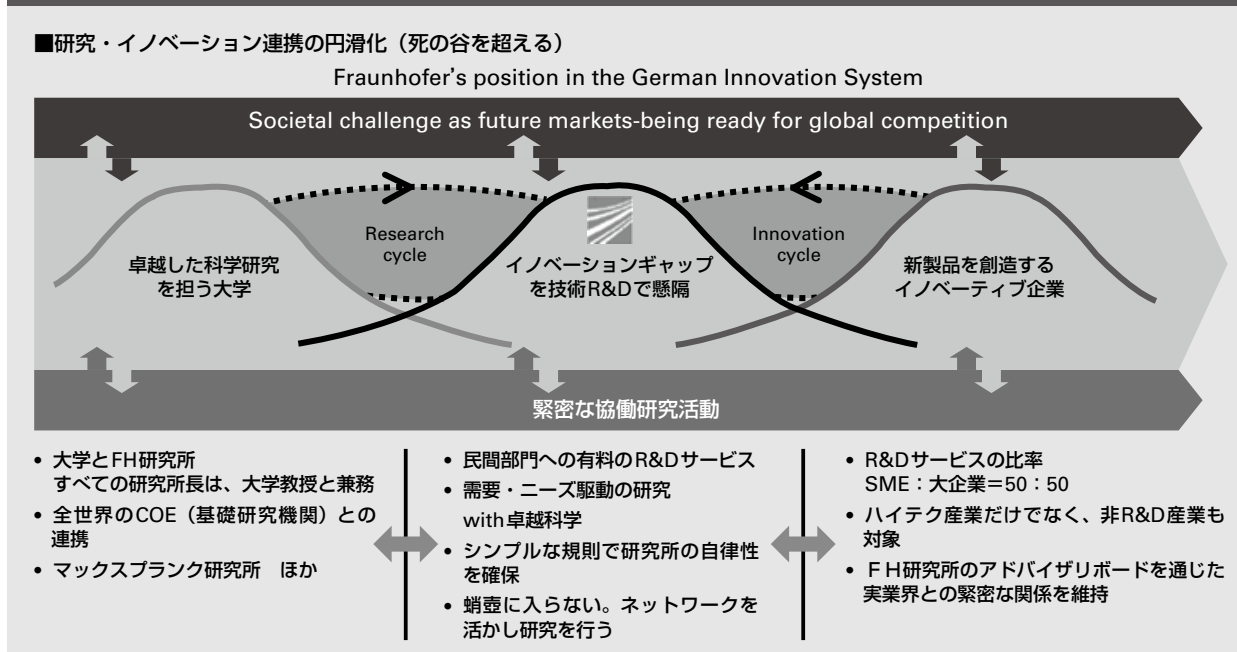 ■研究・イノベーション連携の円滑化（死の谷を超える）
Fraunhofer's position in the German Innovation System
Societal challenge as future markets-being ready for global competition
Research
cycle
Innovation
cycle
卓越した科学研究
を担う大学
イノベーションギャップ
を技術R&Dで懸隔
新製品を創造する
イノベーティブ企業
緊密な協働研究活動
• 大学とFH研究所
すべての研究所長は、大学教授と兼務
• 全世界のCOE（基礎研究機関）との
連携
• マックスプランク研究所　ほか
• 民間部門への有料のR&Dサービス
• 需要・ニーズ駆動の研究
with卓越科学
• シンプルな規則で研究所の自律性
を確保
• 蛸壺に入らない。ネットワークを
活かし研究を行う
• R&Dサービスの比率
SME：大企業＝50：50
• ハイテク産業だけでなく、非R&D産業も
対象
• ＦＨ研究所のアドバイザリボードを通じた
実業界との緊密な関係を維持